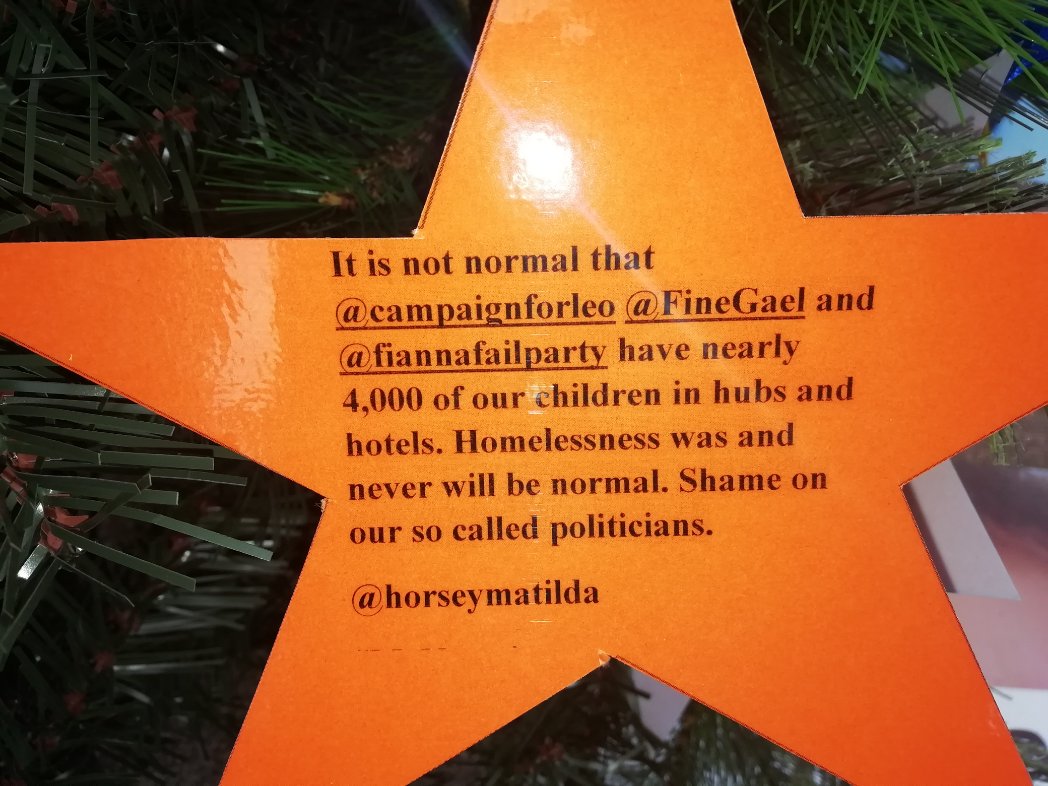 It is not normal that
@campaignforleo @FineGael and
@fiannafailparty have nearly
4,000 of our children in hubs and
hotels. Homelessness was and
never will be normal. Shame on
our so called politicians.
@horseymatilda